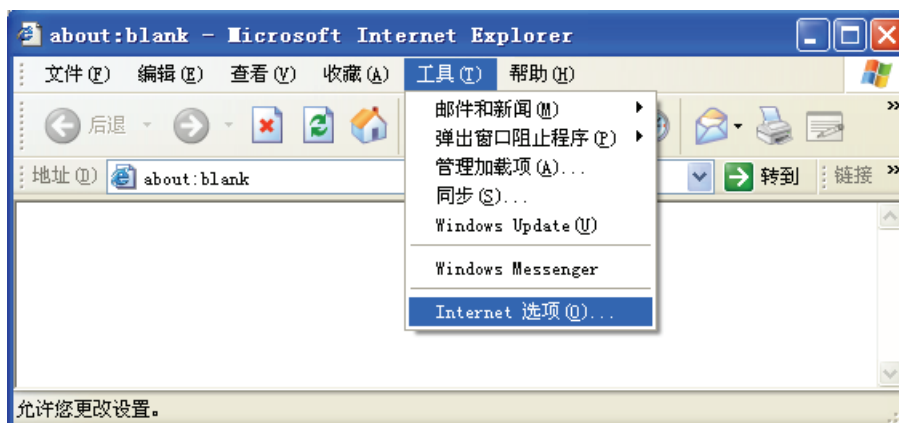 about:blank - Microsoft Internet Explorer
文件(F) 编辑(E) 查看(V) 收藏(A) 工具(T) 帮助(H)
后退
地址(D) about:blank 转到 链接
邮件和新闻(M)
弹出窗口阻止程序(P)
管理加载项(A)...
同步(S)...
Windows Update(U)
Windows Messenger
Internet 选项(O)...
允许您更改设置。